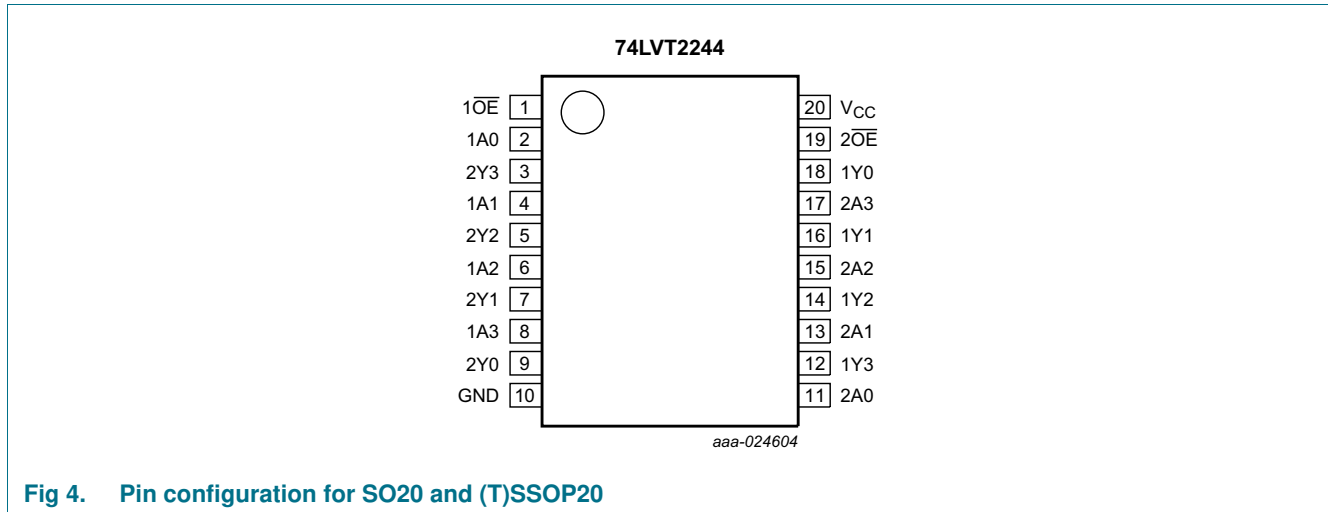 74LVT2244
1O̅E̅ 1
20 VCC
1A0 2
19 2O̅E̅
2Y3 3
18 1Y0
1A1 4
17 2A3
2Y2 5
16 1Y1
1A2 6
15 2A2
2Y1 7
14 1Y2
1A3 8
13 2A1
2Y0 9
12 1Y3
GND 10
11 2A0
aaa-024604
Fig 4. Pin configuration for SO20 and (T)SSOP20